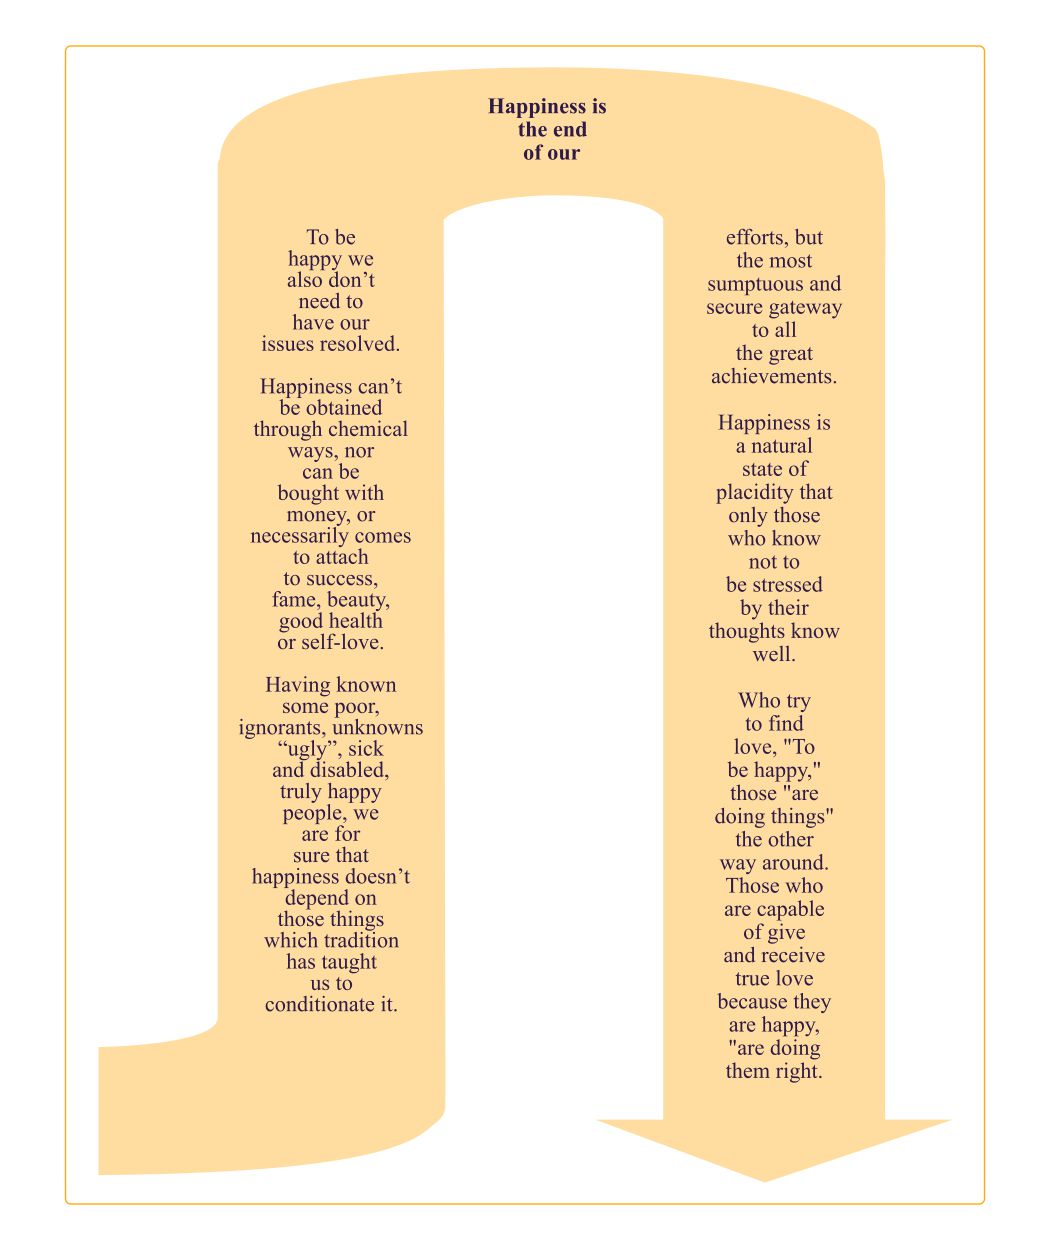 To be
happy we
also don’t
need to
have our
issues resolved.
Happiness can’t
be obtained
through chemical
ways, nor
can be
bought with
money, or
necessarily comes
to attach
to success,
fame, beauty,
good health
or self-love.
Having known
some poor,
ignorants, unknowns
“ugly”, sick
and disabled,
truly happy
people, we
are for
sure that
happiness doesn’t
depend on
those things
which tradition
has taught
us to
conditionate it.
Happiness is
the end
of our
efforts, but
the most
sumptuous and
secure gateway
to all
the great
achievements.
Happiness is
a natural
state of
placidity that
only those
who know
not to
be stressed
by their
thoughts know
well.
Who try
to find
love, "To
be happy,"
those "are
doing things"
the other
way around.
Those who
are capable
of give
and receive
true love
because they
are happy,
"are doing
them right.